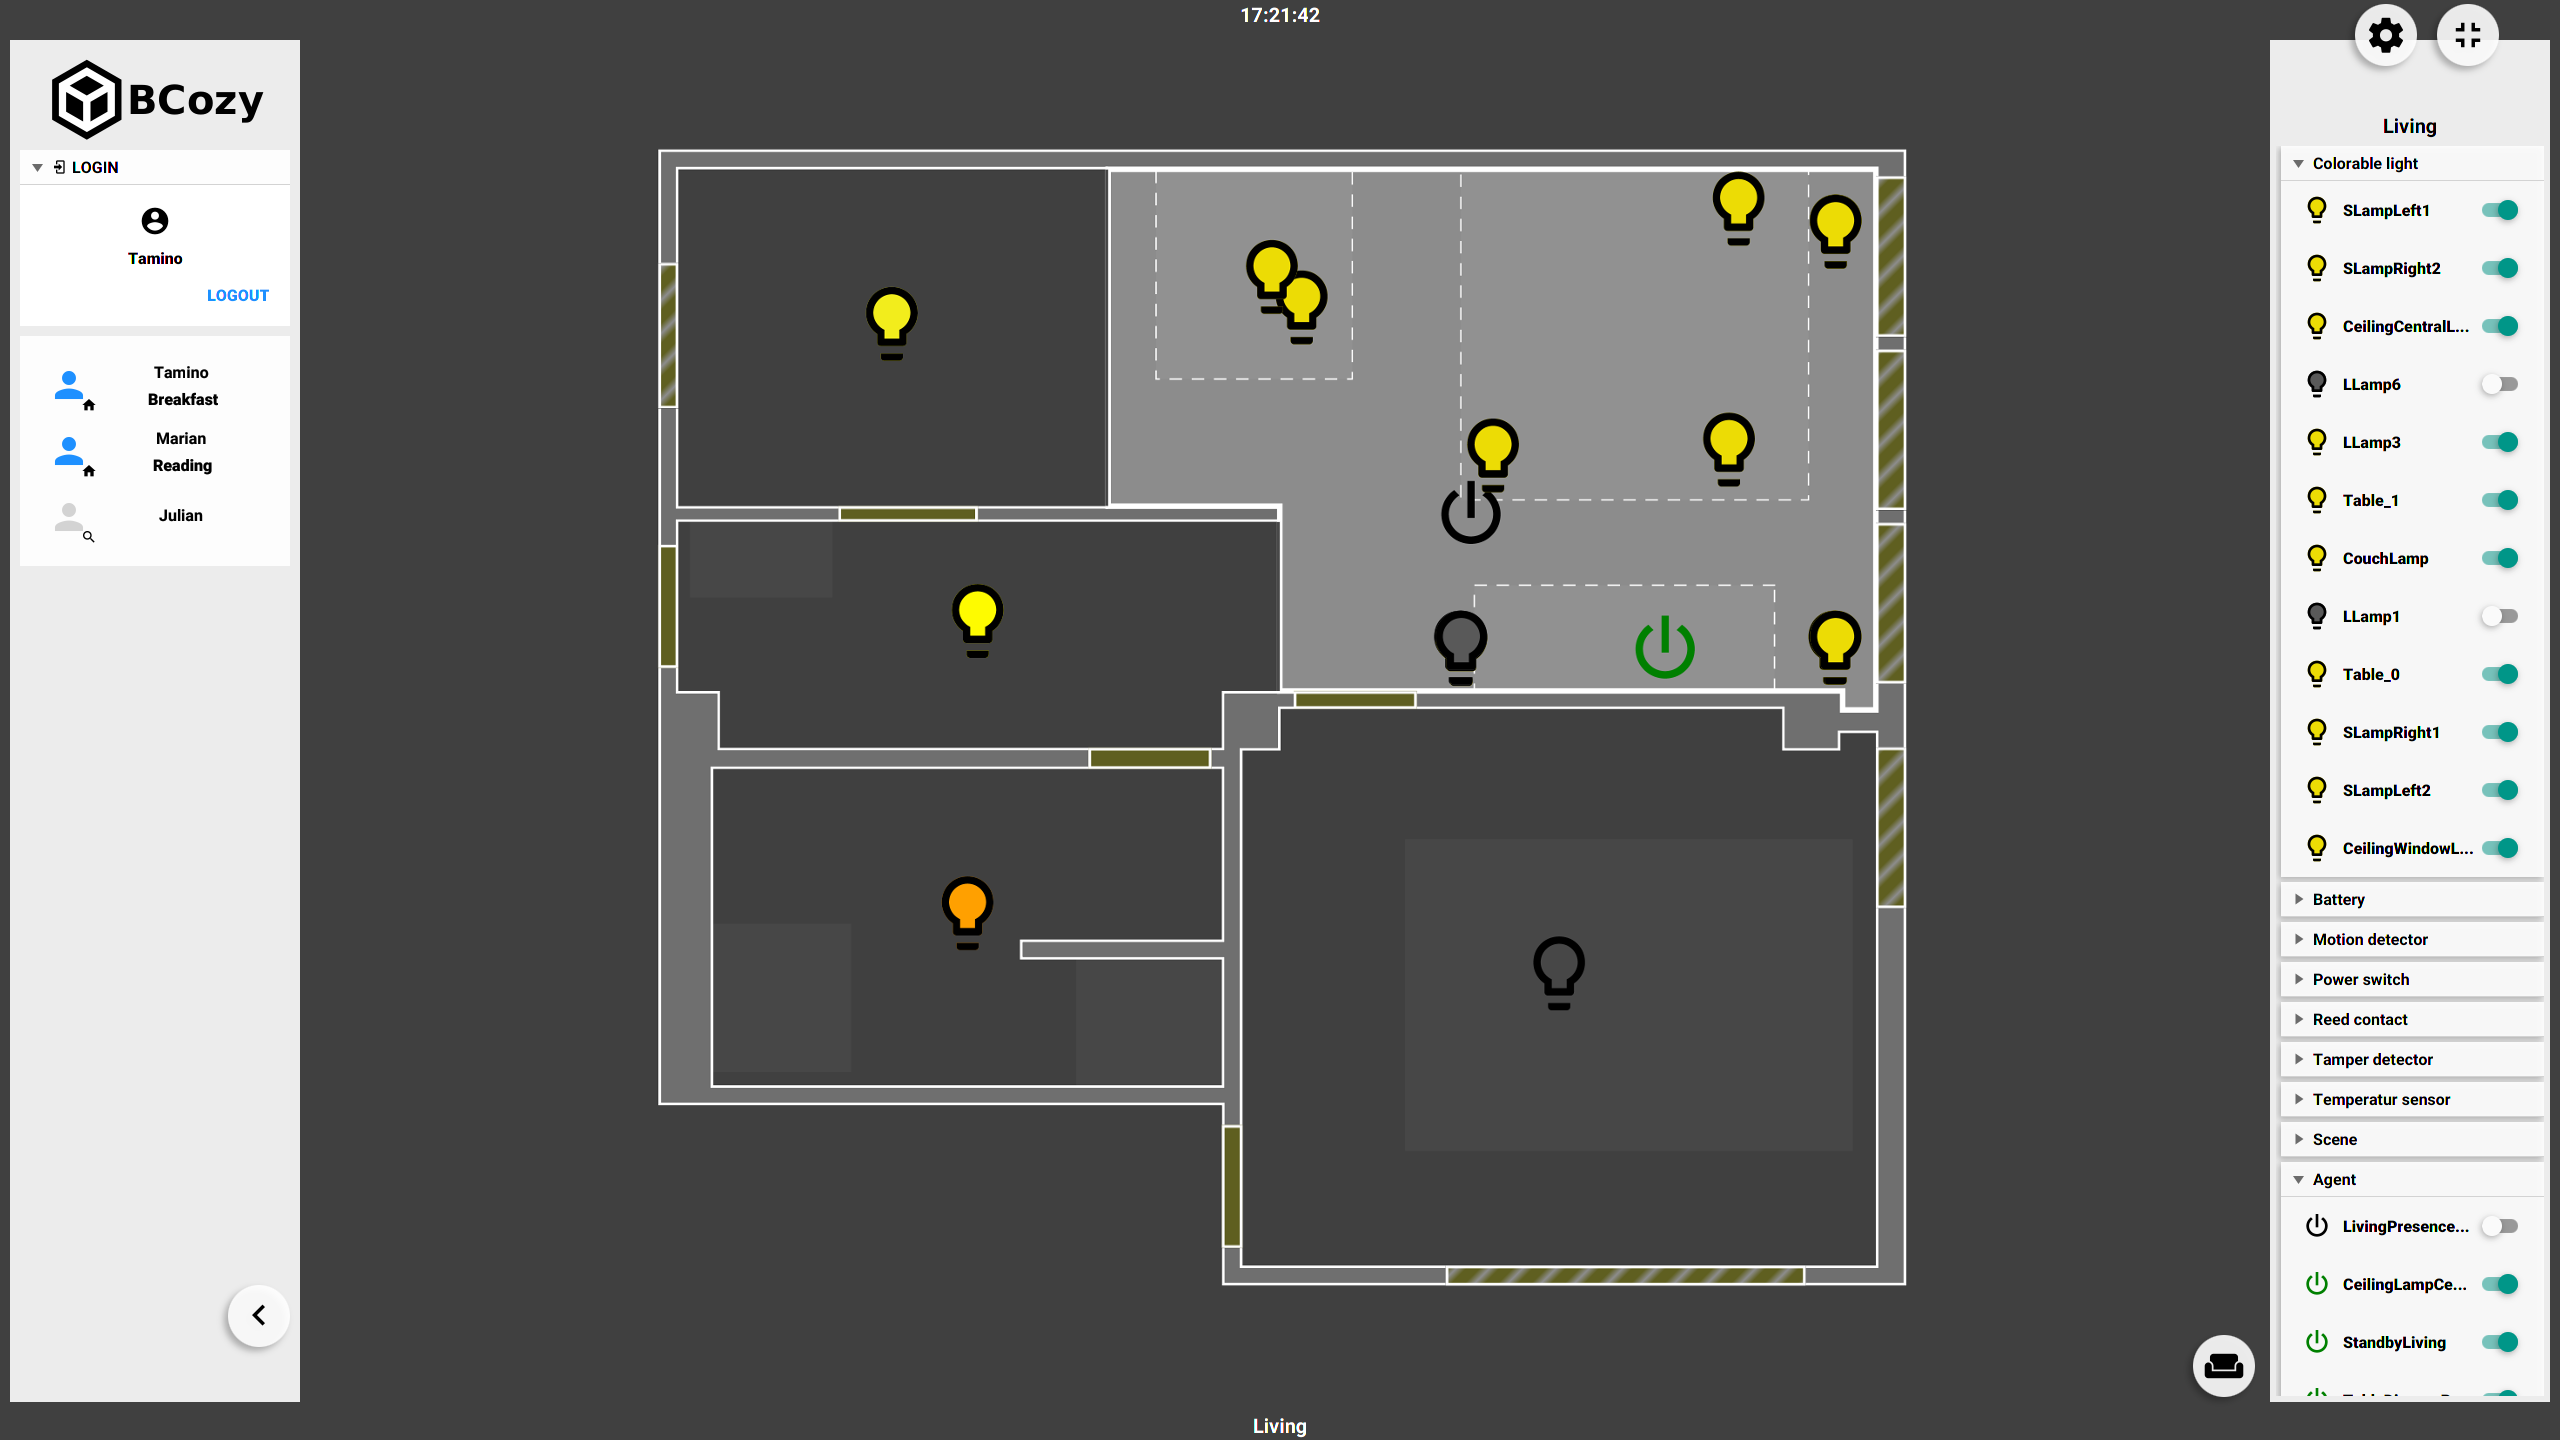 17:21:42
BCozy
LOGIN
Tamino
LOGOUT
Tamino
Breakfast
Marian
Reading
Julian
Living
Colorable light
SLampLeft1
SLampRight2
CeilingCentralL...
LLamp6
LLamp3
Table_1
CouchLamp
LLamp1
Table_0
SLampRight1
SLampLeft2
CeilingWindowL...
Battery
Motion detector
Power switch
Reed contact
Tamper detector
Temperatur sensor
Scene
Agent
LivingPresence...
CeilingLampCe...
StandbyLiving
Living